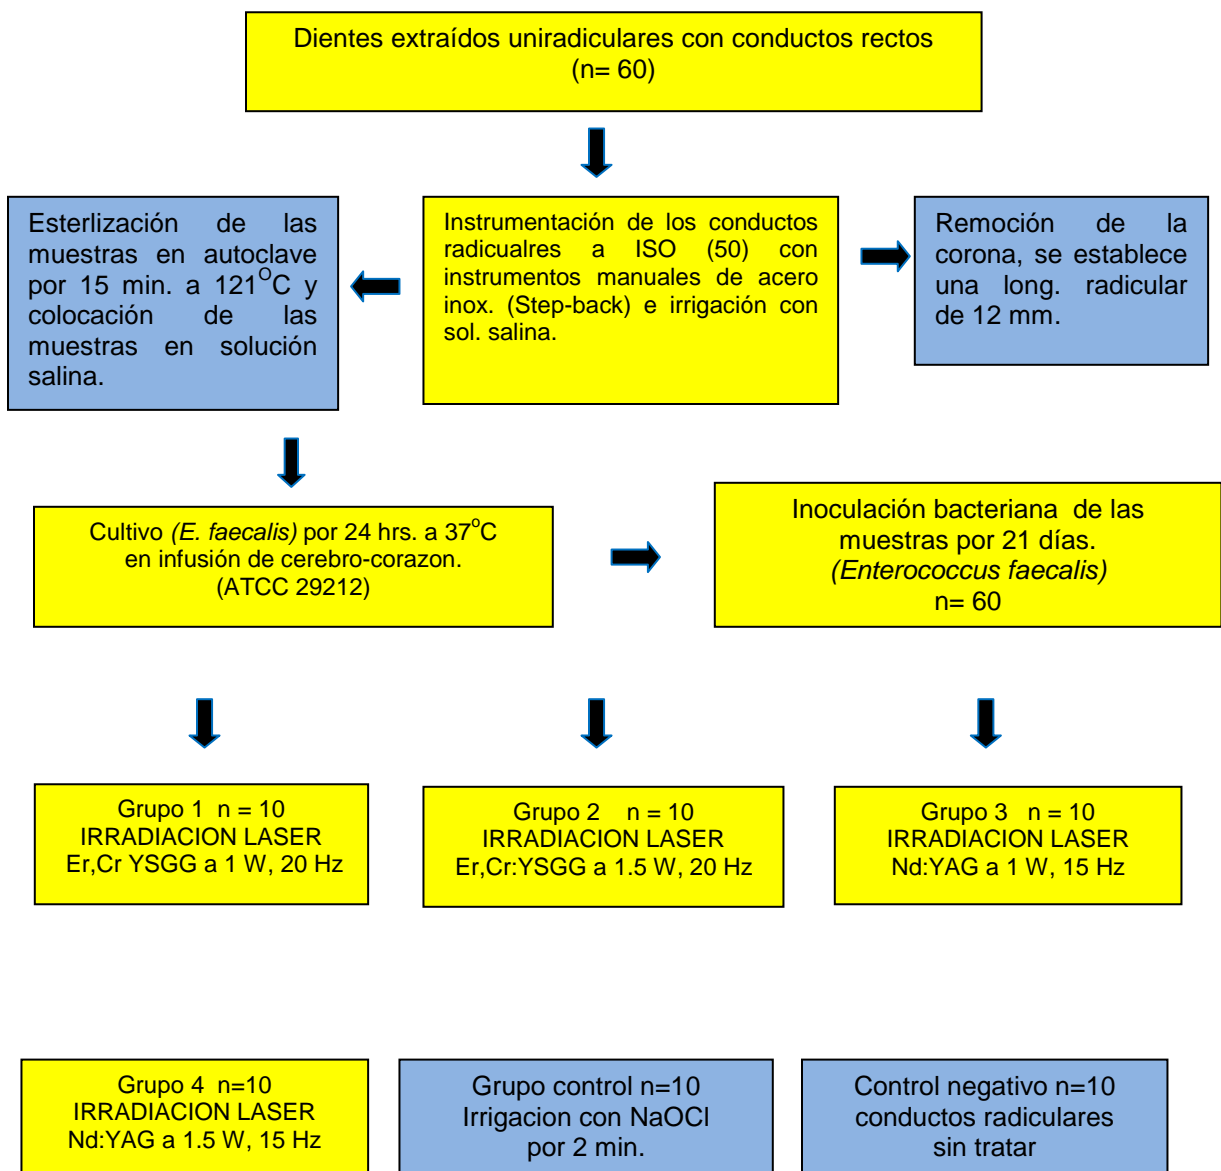 Dientes extraídos uniradiculares con conductos rectos
(n= 60)
Esterlización de las
muestras en autoclave
por 15 min. a 121°C y
colocación de las
muestras en solución
salina.
Instrumentación de los conductos
radicualres a ISO (50) con
instrumentos manuales de acero
inox. (Step-back) e irrigación con
sol. salina.
Remoción de la
corona, se establece
una long. radicular
de 12 mm.
Cultivo (E. faecalis) por 24 hrs. a 37°C
en infusión de cerebro-corazon.
(ATCC 29212)
Inoculación bacteriana de las
muestras por 21 días.
(Enterococcus faecalis)
n= 60
Grupo 1 n = 10
IRRADIACION LASER
Er,Cr YSGG a 1 W, 20 Hz
Grupo 2 n = 10
IRRADIACION LASER
Er,Cr:YSGG a 1.5 W, 20 Hz
Grupo 3 n = 10
IRRADIACION LASER
Nd:YAG a 1 W, 15 Hz
Grupo 4 n=10
IRRADIACION LASER
Nd:YAG a 1.5 W, 15 Hz
Grupo control n=10
Irrigacion con NaOCl
por 2 min.
Control negativo n=10
conductos radiculares
sin tratar